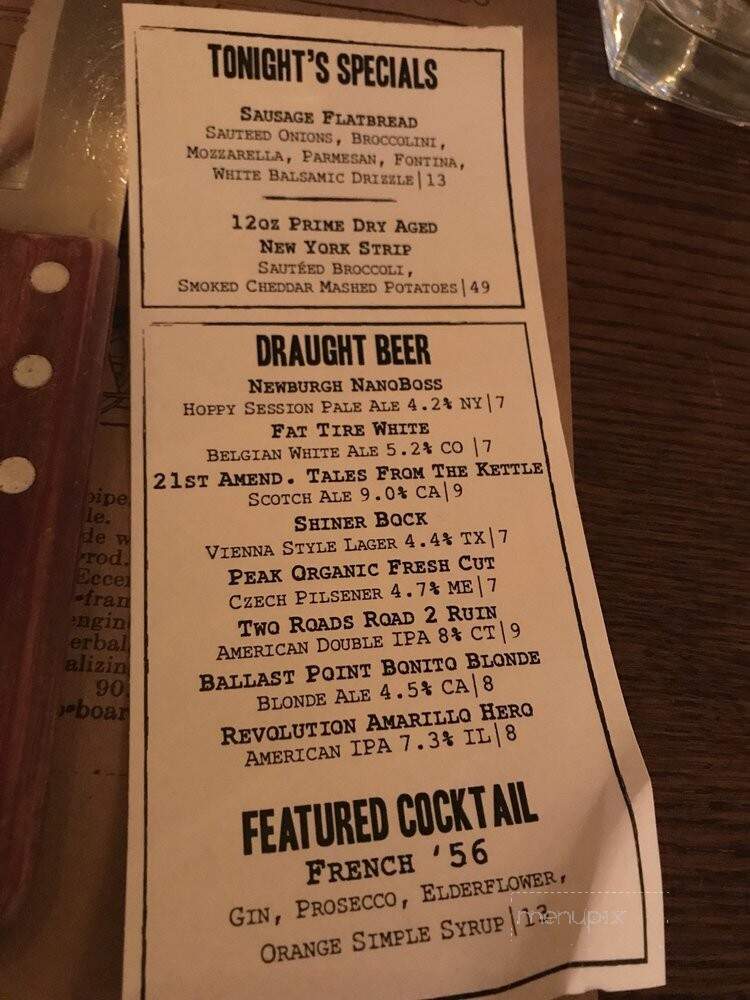 TONIGHT'S SPECIALS
SAUSAGE FLATBREAD
SAUTEED ONIONS, BROCCOLINI,
MOZZARELLA, PARMESAN, FONTINA,
WHITE BALSAMIC DRIZZLE|13
12OZ PRIME DRY AGED
NEW YORK STRIP
SAUTÉED BROCCOLI,
SMOKED CHEDDAR MASHED POTATOES|49
DRAUGHT BEER
NEWBURGH NANOBOSS
HOPPY SESSION PALE ALE 4.2% NY|7
FAT TIRE WHITE
BELGIAN WHITE ALE 5.2% CO |7
21ST AMEND. TALES FROM THE KETTLE
SCOTCH ALE 9.0% CA|9
SHINER BOCK
VIENNA STYLE LAGER 4.4% TX|7
PEAK ORGANIC FRESH CUT
CZECH PILSENER 4.7% ME|7
TWO ROADS ROAD 2 RUIN
AMERICAN DOUBLE IPA 8% CT|9
BALLAST POINT BONITO BLONDE
BLONDE ALE 4.5% CA|8
REVOLUTION AMARILLO HERO
AMERICAN IPA 7.3% IL|8
FEATURED COCKTAIL
FRENCH '56
GIN, PROSECCO, ELDERFLOWER,
ORANGE SIMPLE SYRUP|
menupix